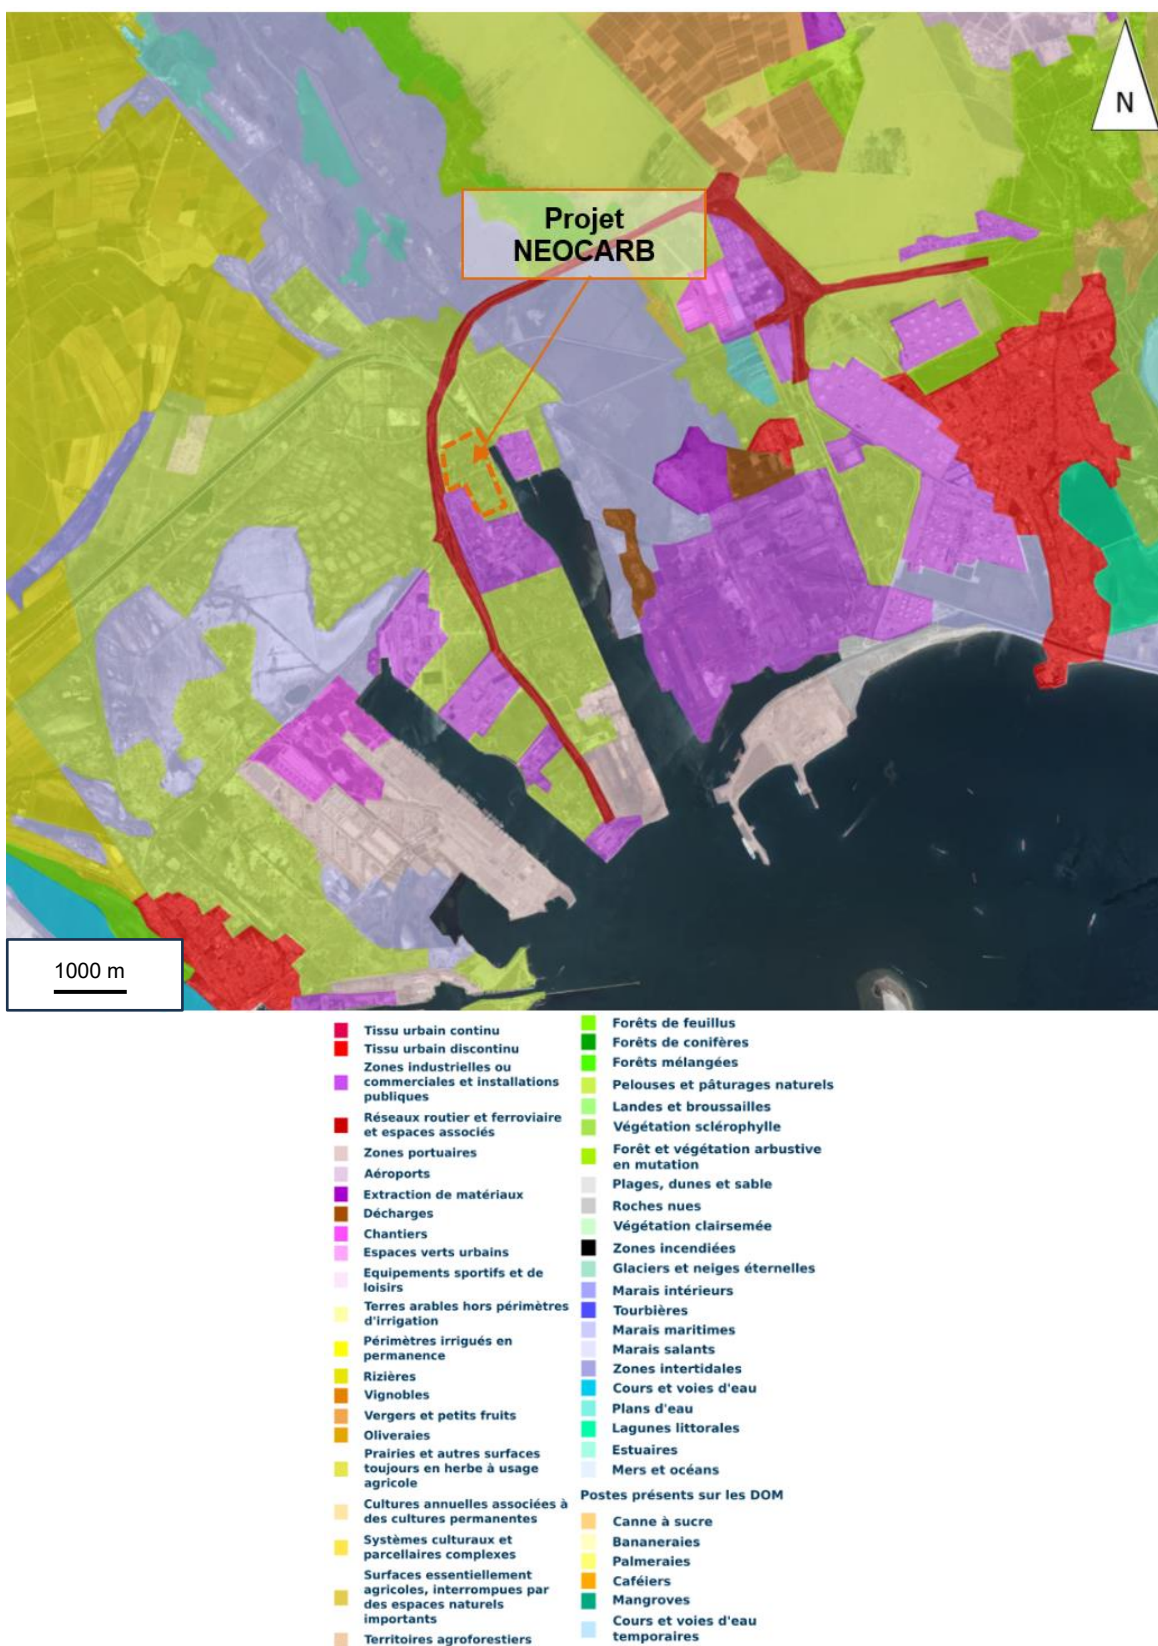 N
Projet
NEOCARB
1000 m
Tissu urbain continu
Tissu urbain discontinu
Zones industrielles ou
commerciales et installations
publiques
Réseaux routier et ferroviaire
et espaces associés
Zones portuaires
Aéroports
Extraction de matériaux
Décharges
Chantiers
Espaces verts urbains
Equipements sportifs et de
loisirs
Terres arables hors périmètres
d'irrigation
Périmètres irrigués en
permanence
Rizières
Vignobles
Vergers et petits fruits
Oliveraies
Prairies et autres surfaces
toujours en herbe à usage
agricole
Cultures annuelles associées à
des cultures permanentes
Systèmes culturaux et
parcellaires complexes
Surfaces essentiellement
agricoles, interrompues par
des espaces naturels
importants
Territoires agroforestiers
Forêts de feuillus
Forêts de conifères
Forêts mélangées
Pelouses et pâturages naturels
Landes et broussailles
Végétation sclérophylle
Forêt et végétation arbustive
en mutation
Plages, dunes et sable
Roches nues
Végétation clairsemée
Zones incendiées
Glaciers et neiges éternelles
Marais intérieurs
Tourbières
Marais maritimes
Marais salants
Zones intertidales
Cours et voies d'eau
Plans d'eau
Lagunes littorales
Estuaires
Mers et océans
Postes présents sur les DOM
Canne à sucre
Bananeraies
Palmeraies
Caféiers
Mangroves
Cours et voies d'eau
temporaires